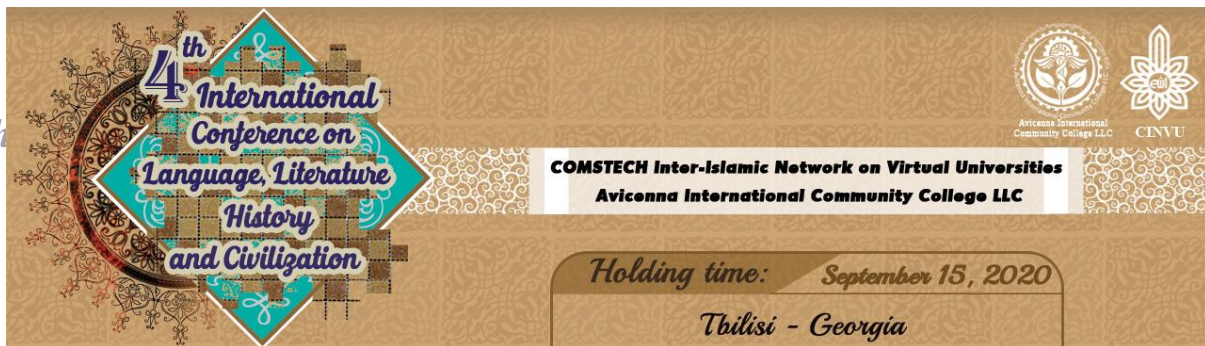 4th
International
Conference on
Language, Literature
History
and Civilization
Avicenna International
Community College LLC
CINVU
COMSTECH Inter-Islamic Network on Virtual Universities
Avicenna International Community College LLC
Holding time: September 15, 2020
Tbilisi - Georgia